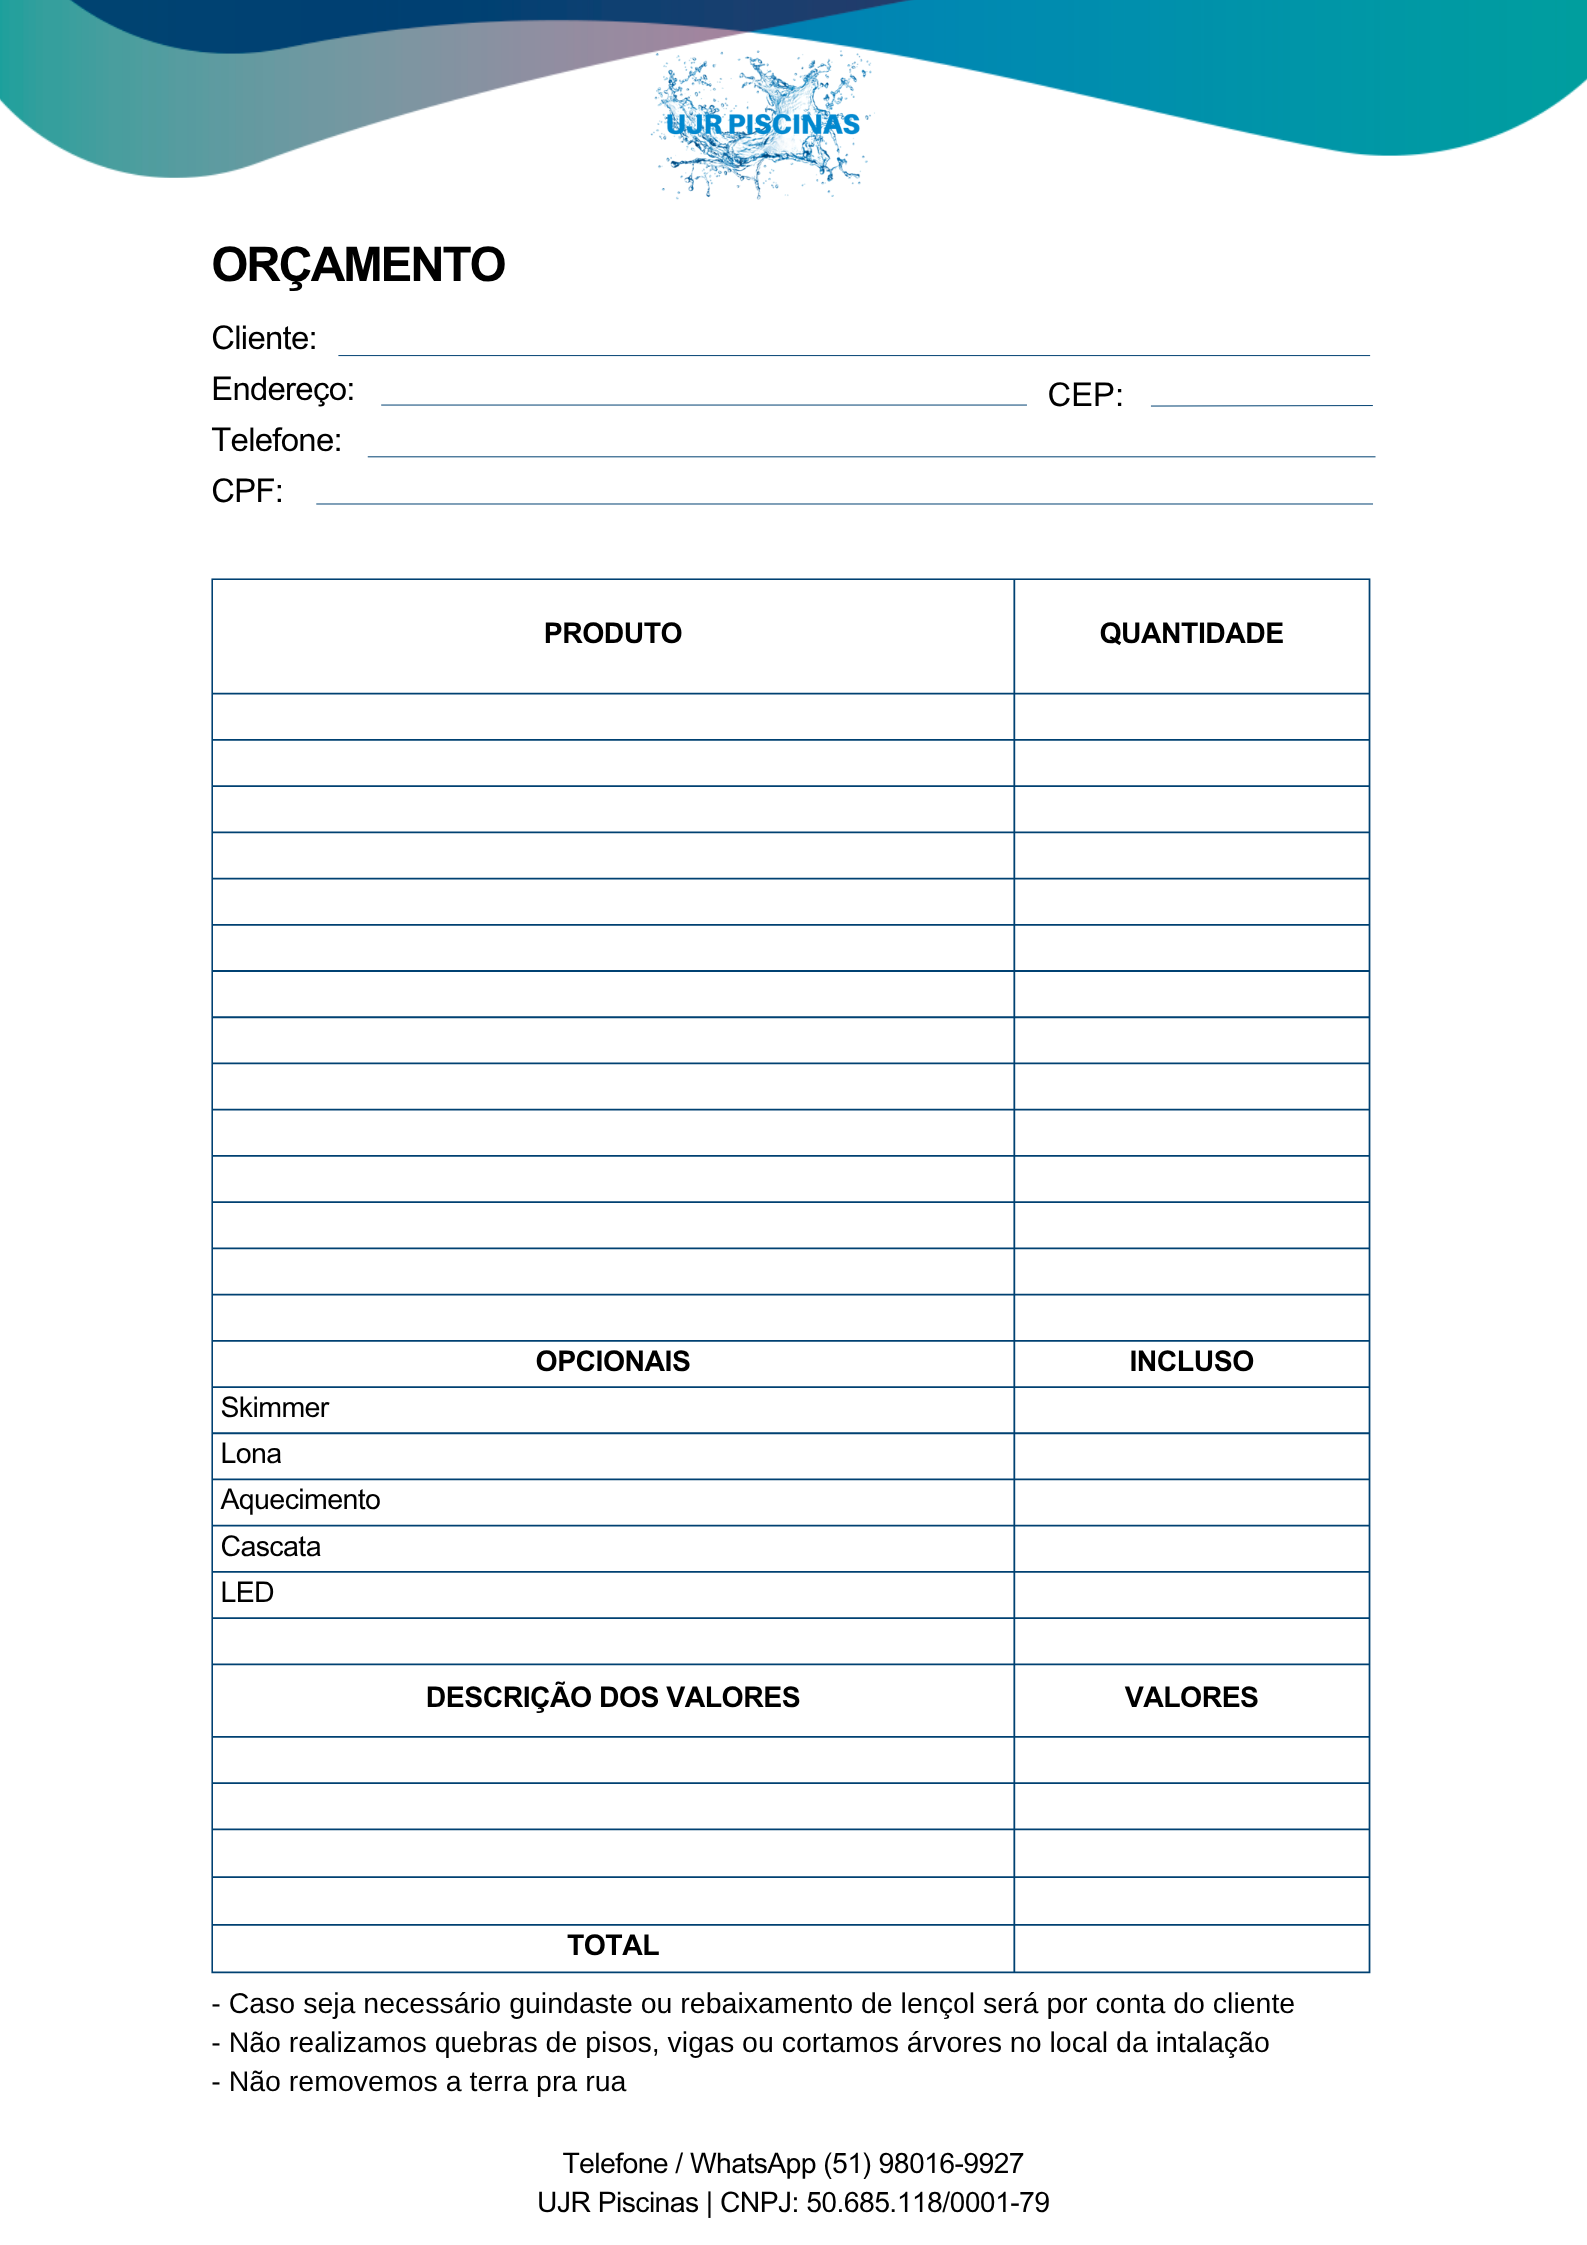 UJR PISCINAS
ORÇAMENTO
Cliente:
Endereço: CEP:
Telefone:
CPF:
PRODUTO QUANTIDADE
OPCIONAIS INCLUSO
Skimmer
Lona
Aquecimento
Cascata
LED
DESCRIÇÃO DOS VALORES VALORES
TOTAL
- Caso seja necessário guindaste ou rebaixamento de lençol será por conta do cliente
- Não realizamos quebras de pisos, vigas ou cortamos árvores no local da intalação
- Não removemos a terra pra rua
Telefone / WhatsApp (51) 98016-9927
UJR Piscinas | CNPJ: 50.685.118/0001-79